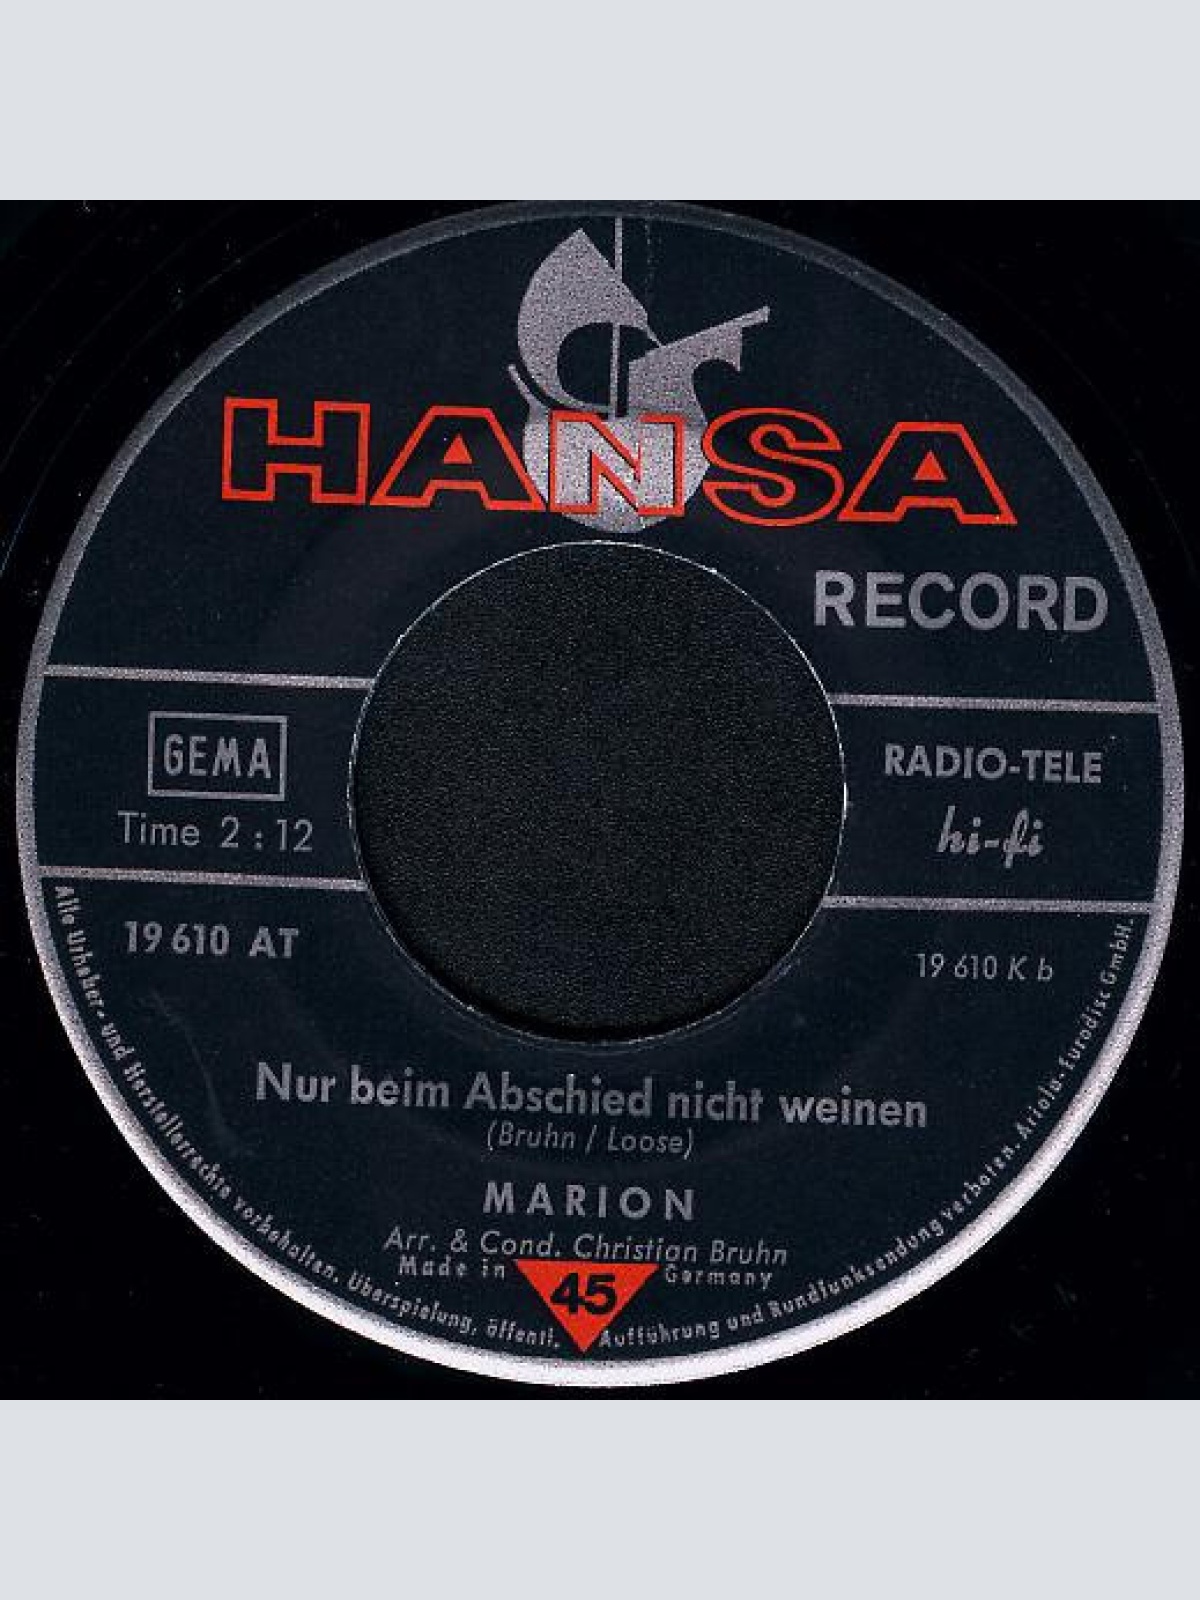 HANSA
RECORD
GEMA
Time 2 : 12
RADIO-TELE
hi-fi
19 610 AT
19 610 K b
Nur beim Abschied nicht weinen
(Bruhn / Loose)
MARION
Arr. & Cond. Christian Bruhn
Made in Germany
45
Alle Urheber- und Herstellerrechte vorbehalten. Überspielung, öffentl. Aufführung und Rundfunksendung verboten. Ariola-Eurodisc GmbH.